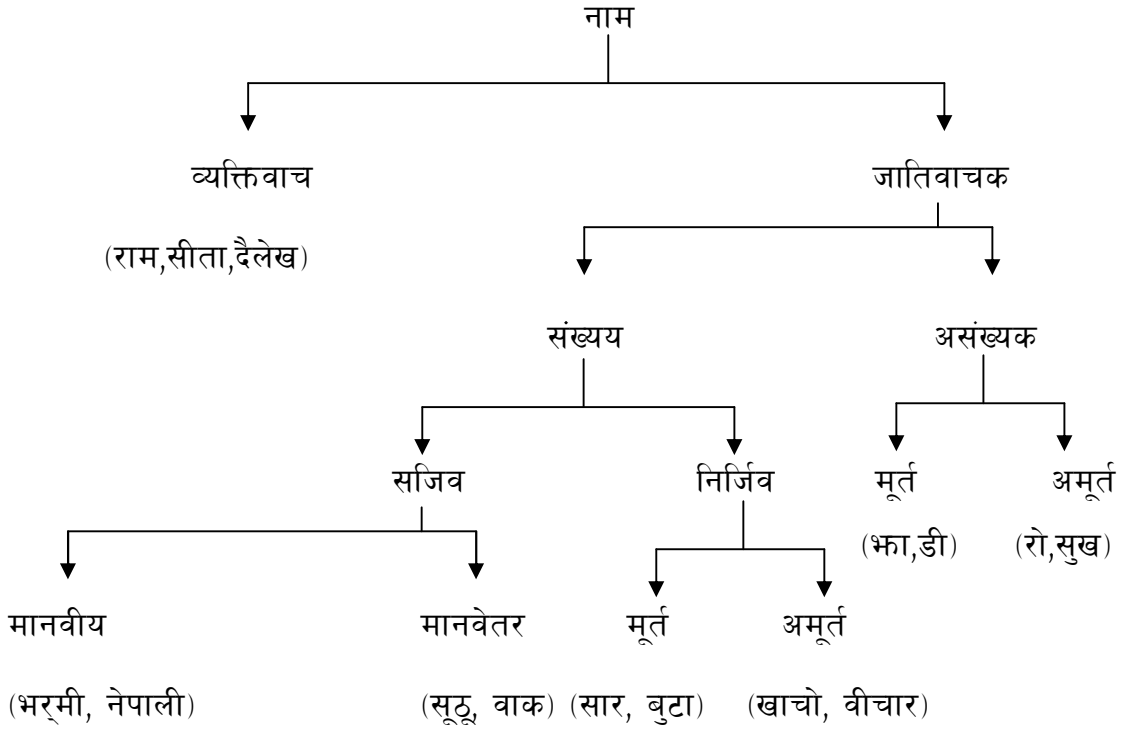 नाम
व्यक्तिवाच जातिवाचक
(राम,सीता,दैलेख)
संख्यय असंख्यक
सजिव निर्जिव मूर्त अमूर्त
(झा,डी) (रो,सुख)
मानवीय मानवेतर मूर्त अमूर्त
(भर्‌मी, नेपाली) (सूठू, वाक) (सार, बुटा) (खाचो, वीचार)